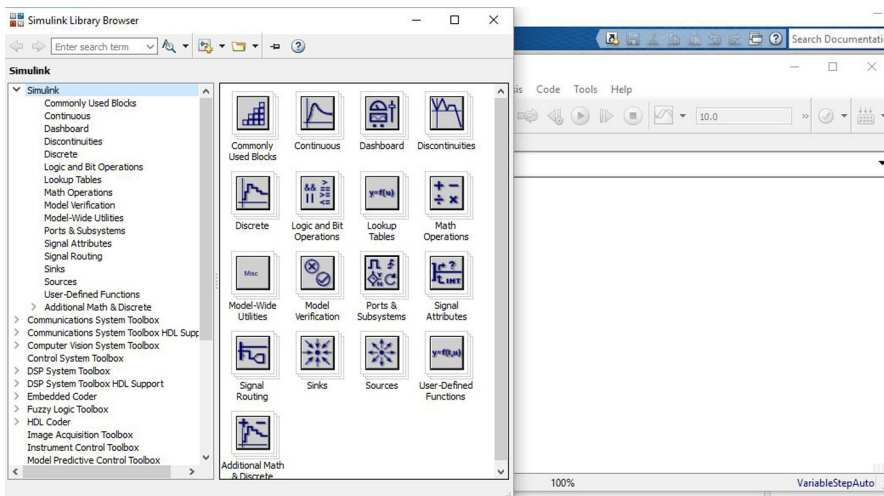 Simulink Library Browser
Enter search term
Simulink
Simulink
Commonly Used Blocks
Continuous
Dashboard
Discontinuities
Discrete
Logic and Bit Operations
Lookup Tables
Math Operations
Model Verification
Model-Wide Utilities
Ports & Subsystems
Signal Attributes
Signal Routing
Sinks
Sources
User-Defined Functions
Additional Math & Discrete
Communications System Toolbox
Communications System Toolbox HDL Supp
Computer Vision System Toolbox
Control System Toolbox
DSP System Toolbox
DSP System Toolbox HDL Support
Embedded Coder
Fuzzy Logic Toolbox
HDL Coder
Image Acquisition Toolbox
Instrument Control Toolbox
Model Predictive Control Toolbox
Commonly
Used Blocks
Continuous
Dashboard
Discontinuities
Discrete
&& >
|| >=
<=
Logic and Bit
Operations
y=f(u)
Lookup
Tables
+ −
÷ ×
Math
Operations
Misc
Model-Wide
Utilities
Model
Verification
Ports &
Subsystems
?
INT
Signal
Attributes
Signal
Routing
Sinks
Sources
y=f(t,u)
User-Defined
Functions
+ −
Additional Math
& Discrete
Search Documentati
is Code Tools Help
10.0
100%
VariableStepAuto